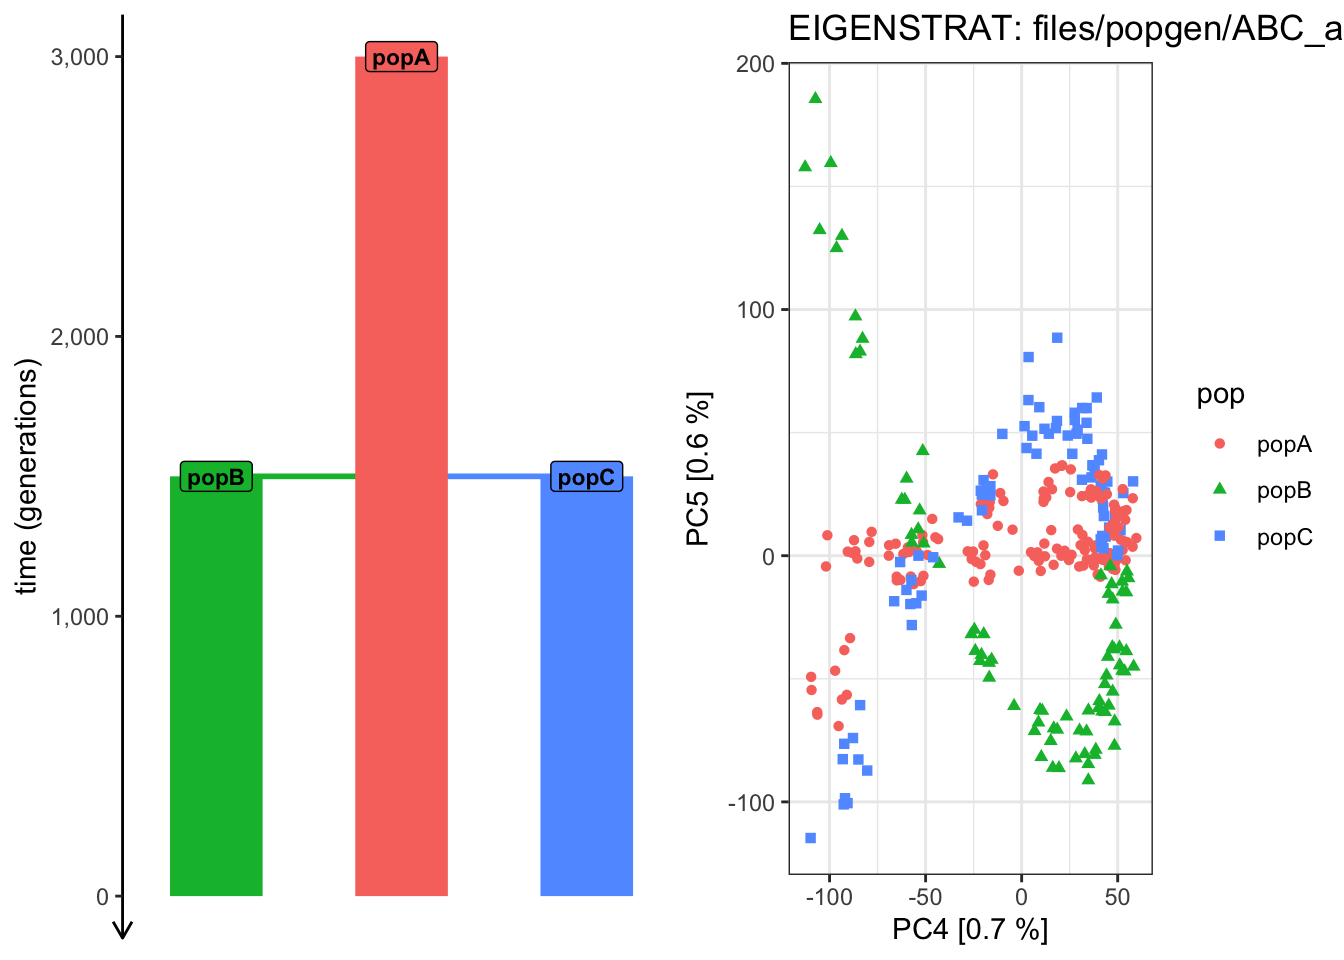 time (generations)
3,000
2,000
1,000
0
popA
popB
popC
EIGENSTRAT: files/popgen/ABC_a
PC5 [0.6 %]
200
100
0
-100
-100 -50 0 50
PC4 [0.7 %]
pop
popA
popB
popC